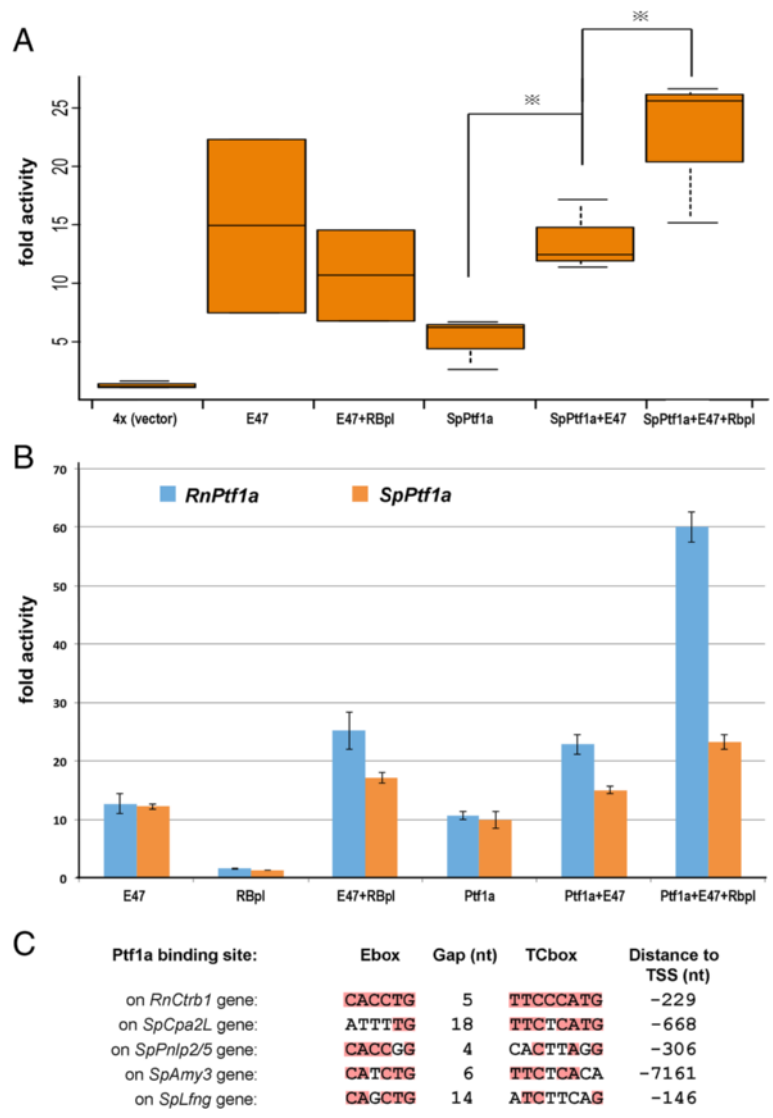 A
※
※
fold activity
25
20
15
10
5
4x (vector) E47 E47+RBpl SpPtf1a SpPtf1a+E47 SpPtf1a+E47+Rbpl
B
RnPtf1a SpPtf1a
fold activity
70
60
50
40
30
20
10
0
E47 RBpl E47+RBpl Ptf1a Ptf1a+E47 Ptf1a+E47+Rbpl
C
Ptf1a binding site: Ebox Gap (nt) TCbox Distance to TSS (nt)
on RnCtrb1 gene: CACCTG 5 TTCCCATG -229
on SpCpa2L gene: ATTTTG 18 TTCTCATG -668
on SpPnlp2/5 gene: CACCGG 4 CACTTAGG -306
on SpAmy3 gene: CATCTG 6 TTCTCACA -7161
on SpLfng gene: CAGCTG 14 ATCTTCAG -146